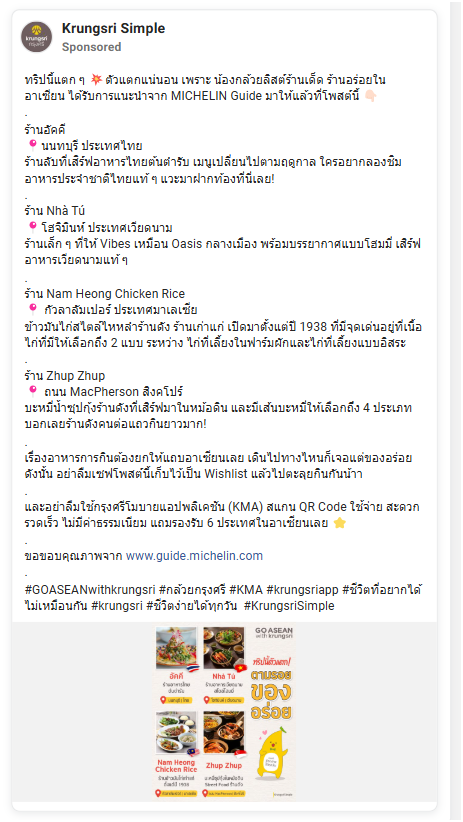 Krungsri Simple
Sponsored
krungsri
กรุงศรี
ทริปนี้แตก ๆ 💥 ตัวแตกแน่นอน เพราะ น้องกล้วยลิสต์ร้านเด็ด ร้านอร่อยใน
อาเซียน ได้รับการแนะนำจาก MICHELIN Guide มาให้แล้วที่โพสต์นี้ 👇🏻
.
ร้านอัคคี
📍 นนทบุรี ประเทศไทย
ร้านลับที่เสิร์ฟอาหารไทยต้นตำรับ เมนูเปลี่ยนไปตามฤดูกาล ใครอยากลองชิม
อาหารประจำชาติไทยแท้ ๆ แวะมาฝากท้องที่นี่เลย!
.
ร้าน Nhà Tú
📍 โฮจิมินห์ ประเทศเวียดนาม
ร้านเล็ก ๆ ที่ให้ Vibes เหมือน Oasis กลางเมือง พร้อมบรรยากาศแบบโฮมมี่ เสิร์ฟ
อาหารเวียดนามแท้ ๆ
.
ร้าน Nam Heong Chicken Rice
📍 กัวลาลัมเปอร์ ประเทศมาเลเซีย
ข้าวมันไก่สไตล์ไหหลำร้านดัง ร้านเก่าแก่ เปิดมาตั้งแต่ปี 1938 ที่มีจุดเด่นอยู่ที่เนื้อ
ไก่ที่มีให้เลือกถึง 2 แบบ ระหว่าง ไก่ที่เลี้ยงในฟาร์มผักและไก่ที่เลี้ยงแบบอิสระ
.
ร้าน Zhup Zhup
📍 ถนน MacPherson สิงคโปร์
บะหมี่น้ำซุปกุ้งร้านดังที่เสิร์ฟมาในหม้อดิน และมีเส้นบะหมี่ให้เลือกถึง 4 ประเภท
บอกเลยร้านดังคนต่อแถวกินยาวมาก!
.
เรื่องอาหารการกินต้องยกให้แถบอาเซียนเลย เดินไปทางไหนก็เจอแต่ของอร่อย
ดังนั้น อย่าลืมเซฟโพสต์นี้เก็บไว้เป็น Wishlist แล้วไปตะลุยกินกันน้าา
.
และอย่าลืมใช้กรุงศรีโมบายแอปพลิเคชัน (KMA) สแกน QR Code ใช้จ่าย สะดวก
รวดเร็ว ไม่มีค่าธรรมเนียม แถมรองรับ 6 ประเทศในอาเซียนเลย ⭐
.
ขอขอบคุณภาพจาก www.guide.michelin.com
.
#GOASEANwithkrungsri #กล้วยกรุงศรี #KMA #krungsriapp #ชีวิตที่อยากได้
ไม่เหมือนกัน #krungsri #ชีวิตง่ายได้ทุกวัน #KrungsriSimple
GO ASEAN
with krungsri
ทริปนี้ตัวแตก!
ตามรอย
ของ
อร่อย
อัคคี
ร้านอาหารไทย
ต้นตำรับ
Nhà Tú
Nam Heong
Chicken Rice
Zhup Zhup